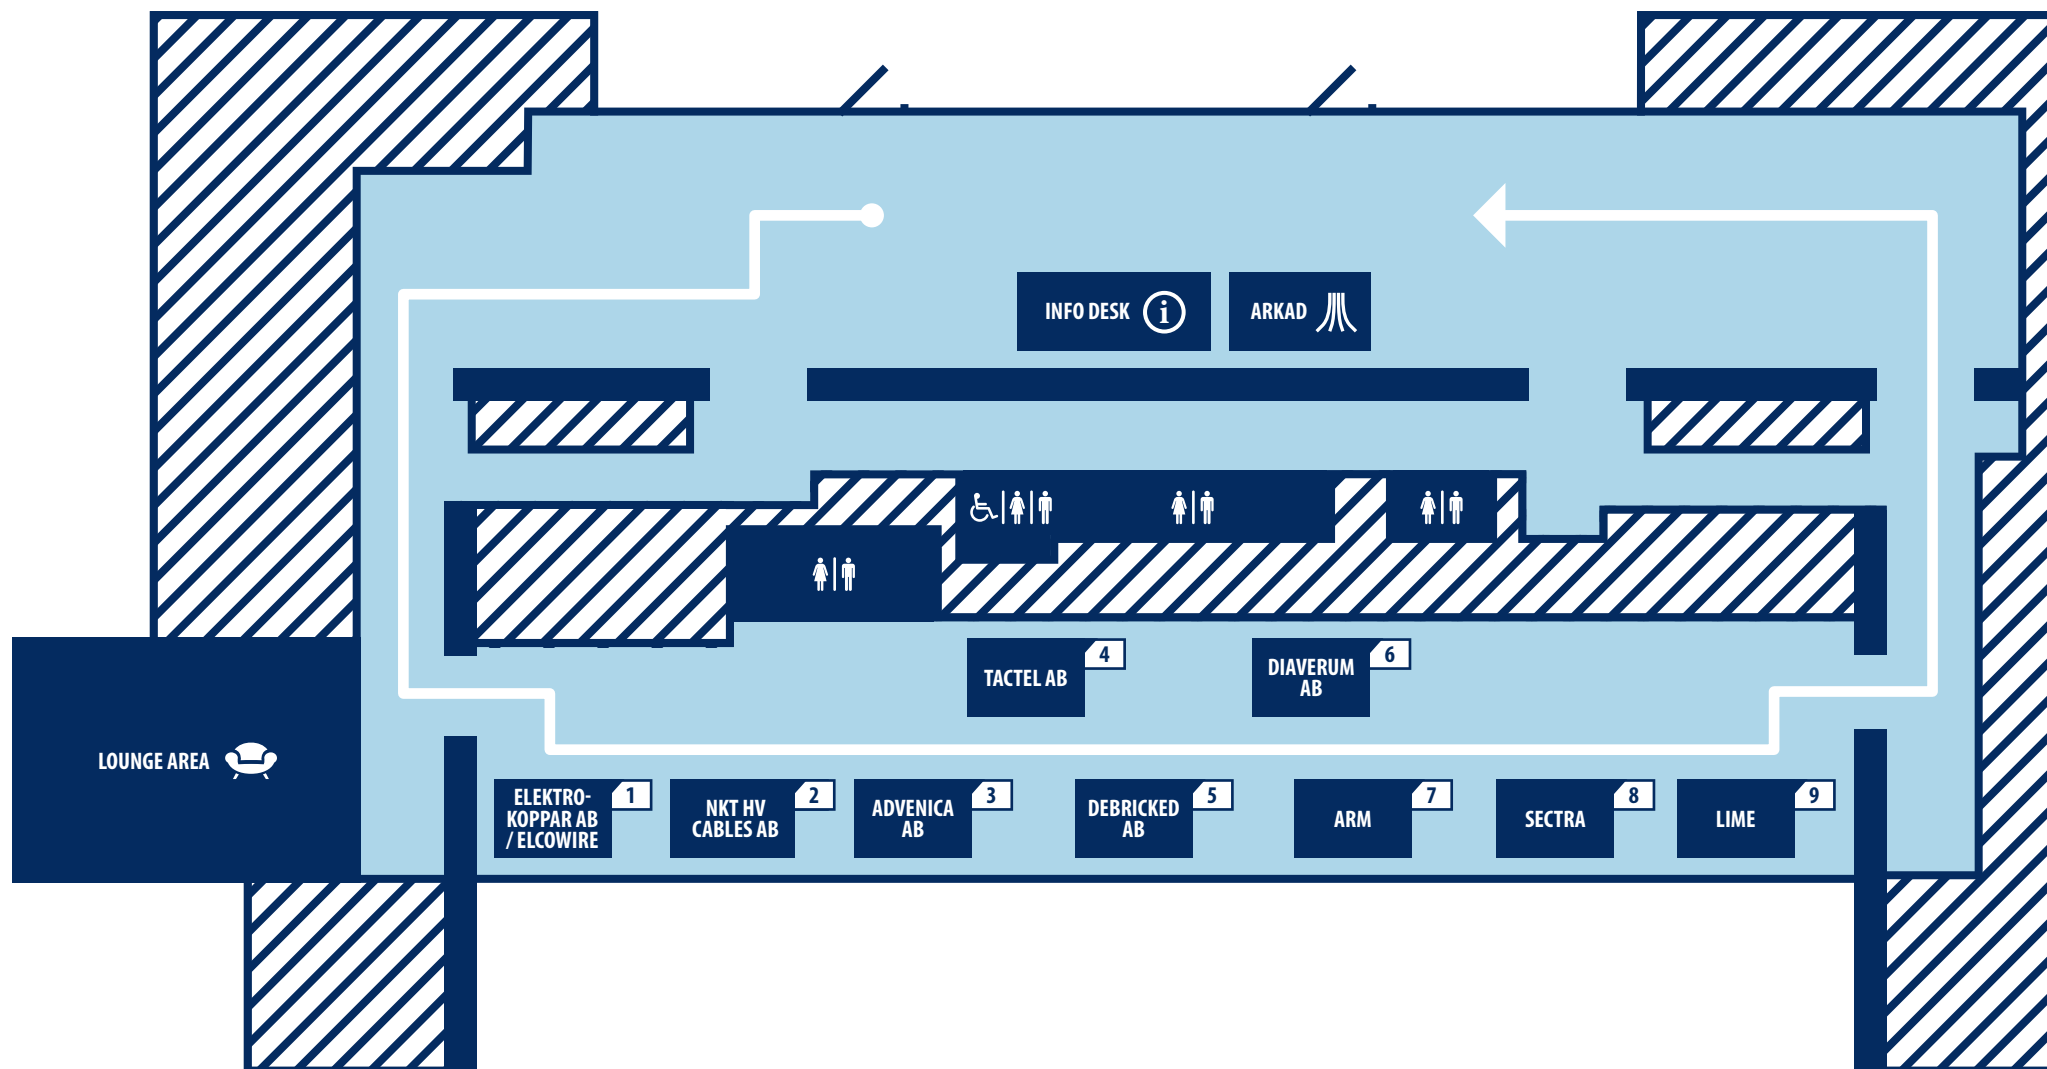 INFO DESK i
ARKAD
TACTEL AB
4
DIAVERUM
AB
6
LOUNGE AREA
ELEKTRO-
KOPPAR AB
/ ELCOWIRE
1
NKT HV
CABLES AB
2
ADVENICA
AB
3
DEBRICKED
AB
5
ARM
7
SECTRA
8
LIME
9